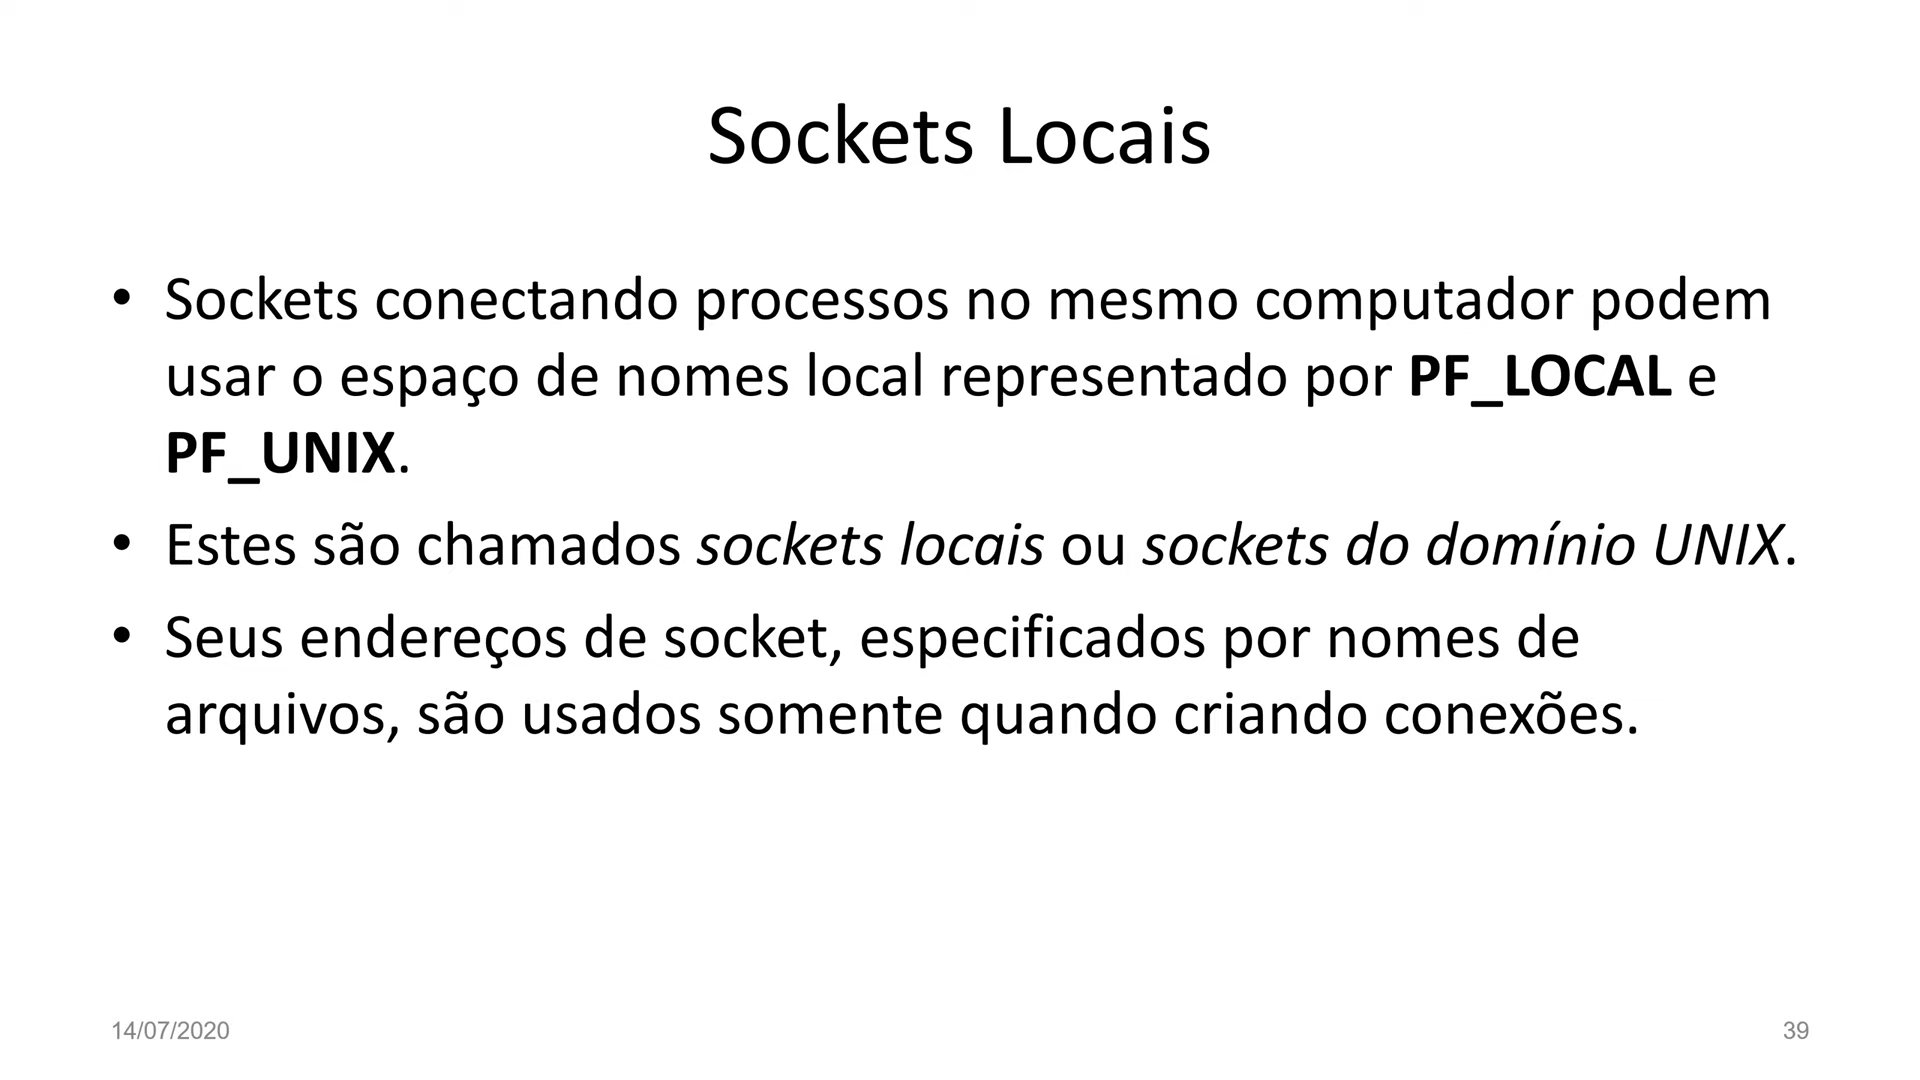 Sockets Locais
• Sockets conectando processos no mesmo computador podem
usar o espaço de nomes local representado por PF_LOCAL e
PF_UNIX.
• Estes são chamados sockets locais ou sockets do domínio UNIX.
• Seus endereços de socket, especificados por nomes de
arquivos, são usados somente quando criando conexões.
14/07/2020
39